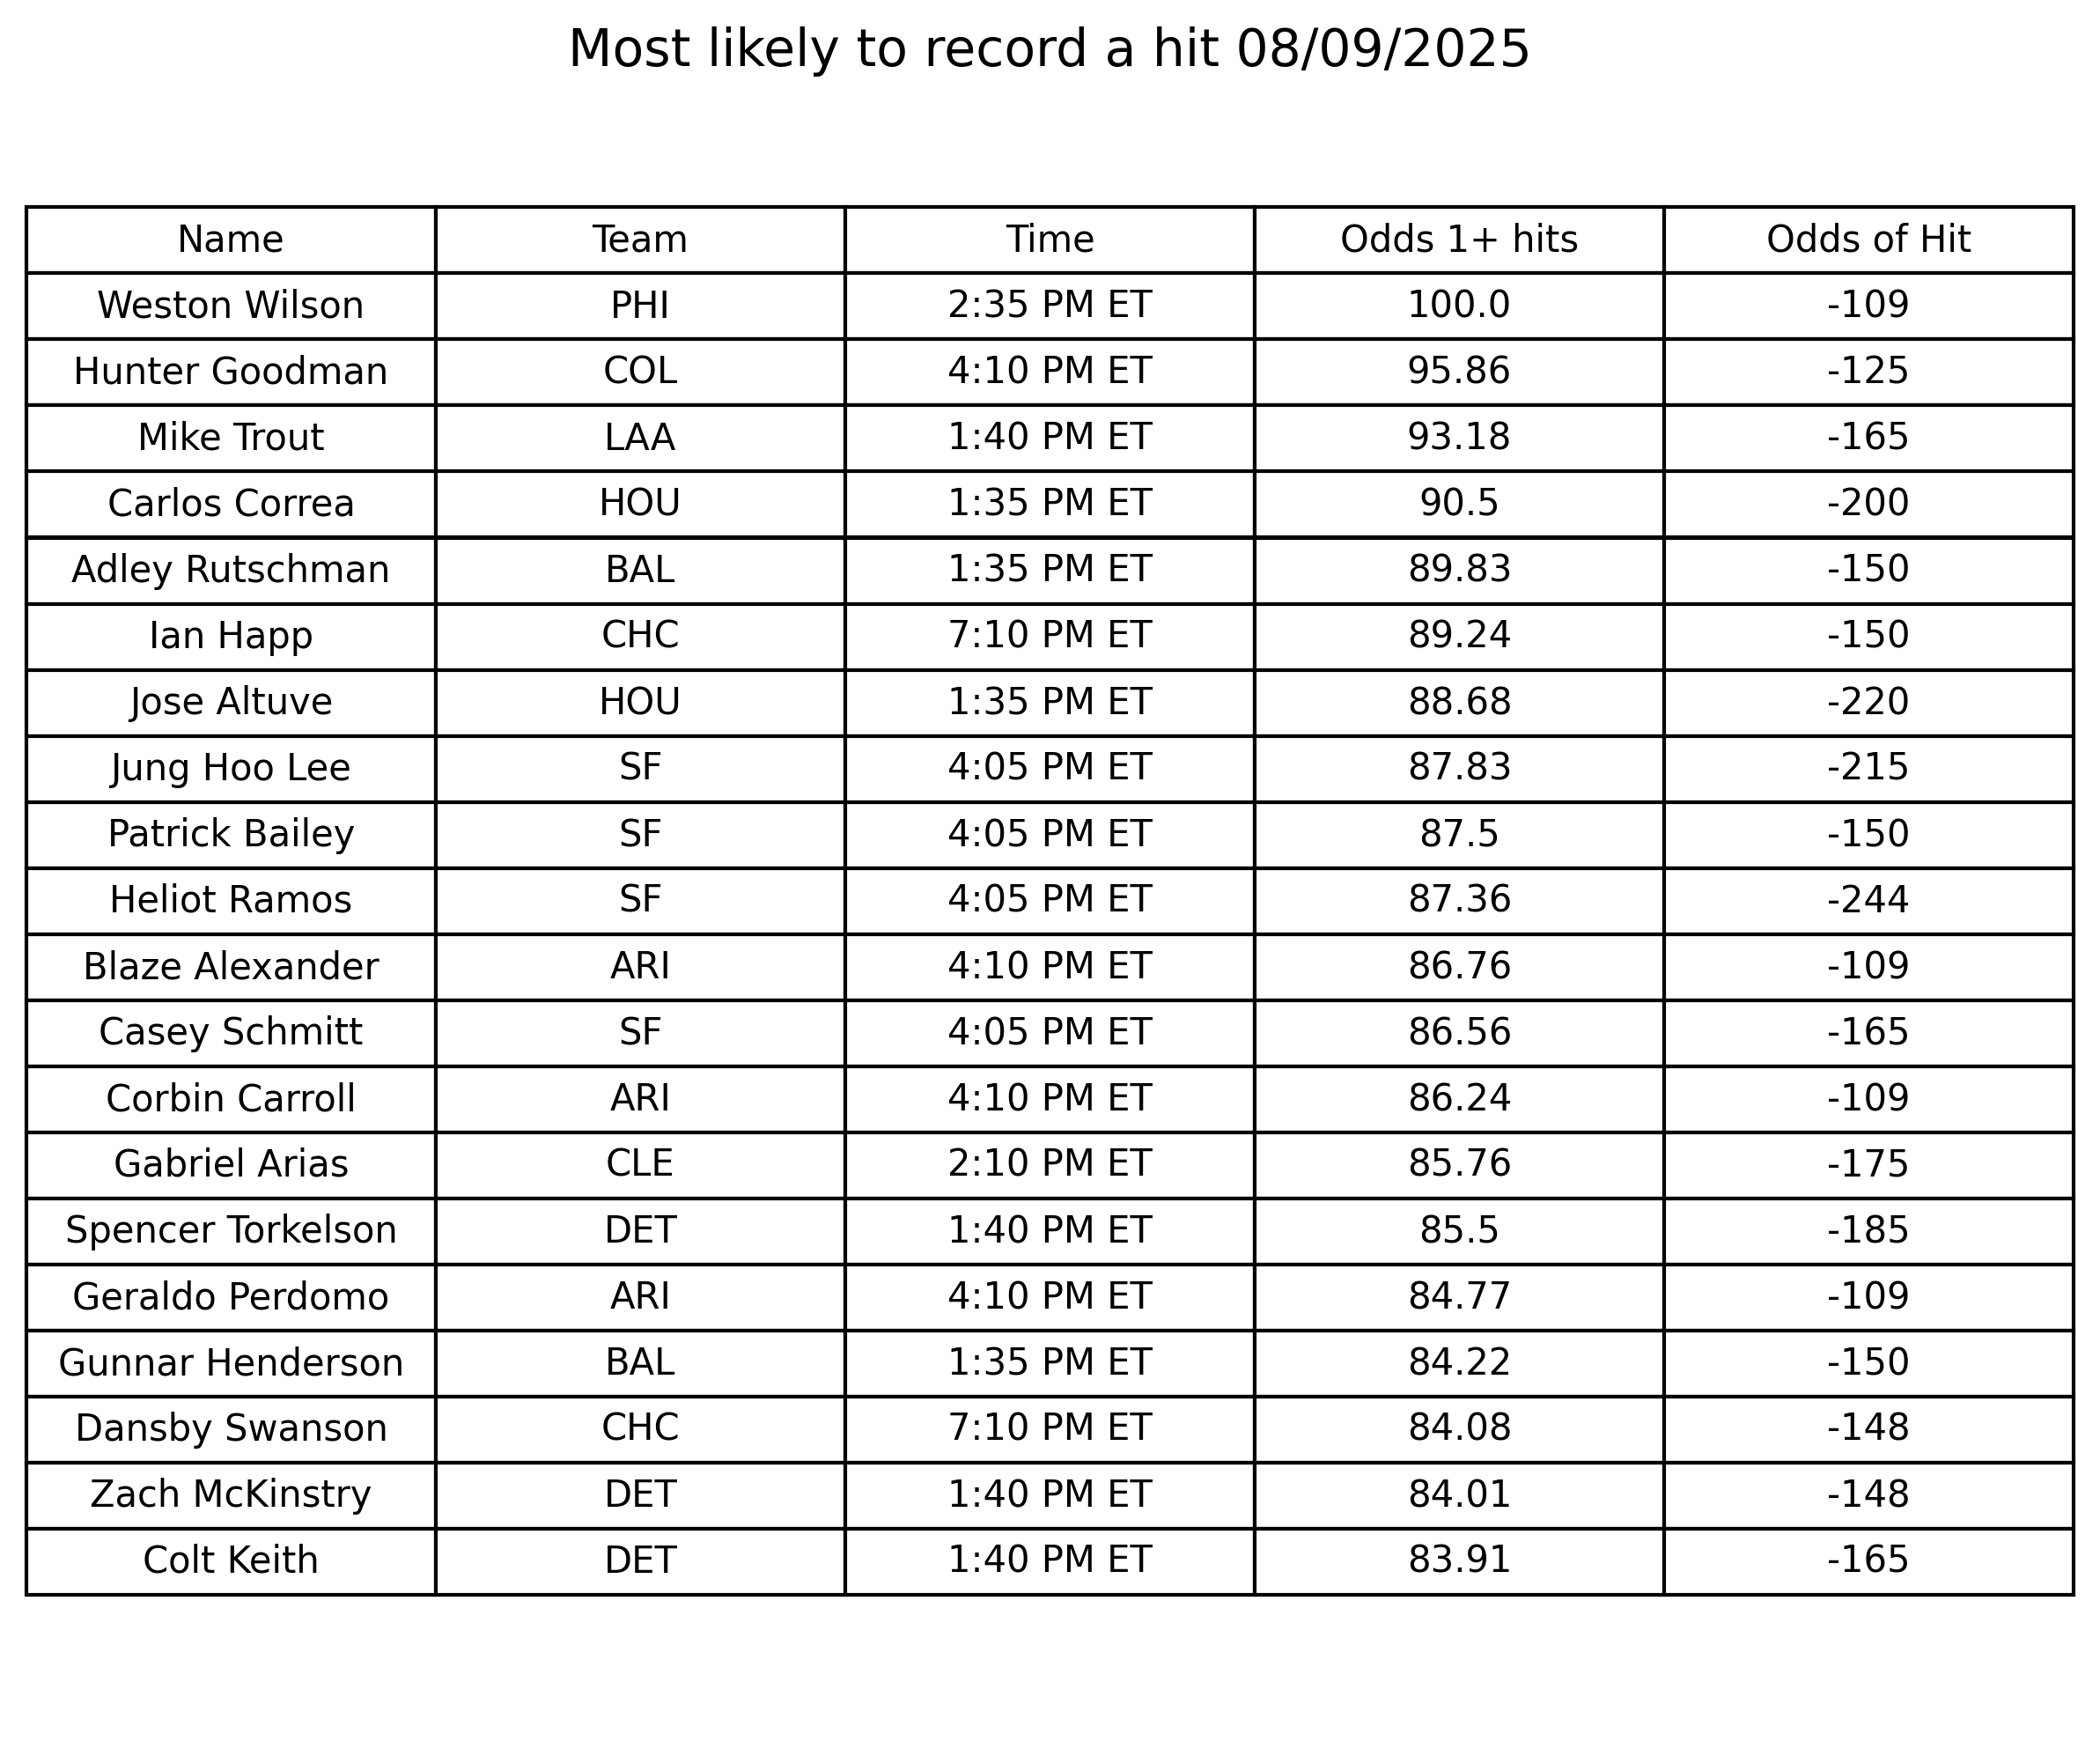 Most likely to record a hit 08/09/2025
Name Team Time Odds 1+ hits Odds of Hit
Weston Wilson PHI 2:35 PM ET 100.0 -109
Hunter Goodman COL 4:10 PM ET 95.86 -125
Mike Trout LAA 1:40 PM ET 93.18 -165
Carlos Correa HOU 1:35 PM ET 90.5 -200
Adley Rutschman BAL 1:35 PM ET 89.83 -150
Ian Happ CHC 7:10 PM ET 89.24 -150
Jose Altuve HOU 1:35 PM ET 88.68 -220
Jung Hoo Lee SF 4:05 PM ET 87.83 -215
Patrick Bailey SF 4:05 PM ET 87.5 -150
Heliot Ramos SF 4:05 PM ET 87.36 -244
Blaze Alexander ARI 4:10 PM ET 86.76 -109
Casey Schmitt SF 4:05 PM ET 86.56 -165
Corbin Carroll ARI 4:10 PM ET 86.24 -109
Gabriel Arias CLE 2:10 PM ET 85.76 -175
Spencer Torkelson DET 1:40 PM ET 85.5 -185
Geraldo Perdomo ARI 4:10 PM ET 84.77 -109
Gunnar Henderson BAL 1:35 PM ET 84.22 -150
Dansby Swanson CHC 7:10 PM ET 84.08 -148
Zach McKinstry DET 1:40 PM ET 84.01 -148
Colt Keith DET 1:40 PM ET 83.91 -165